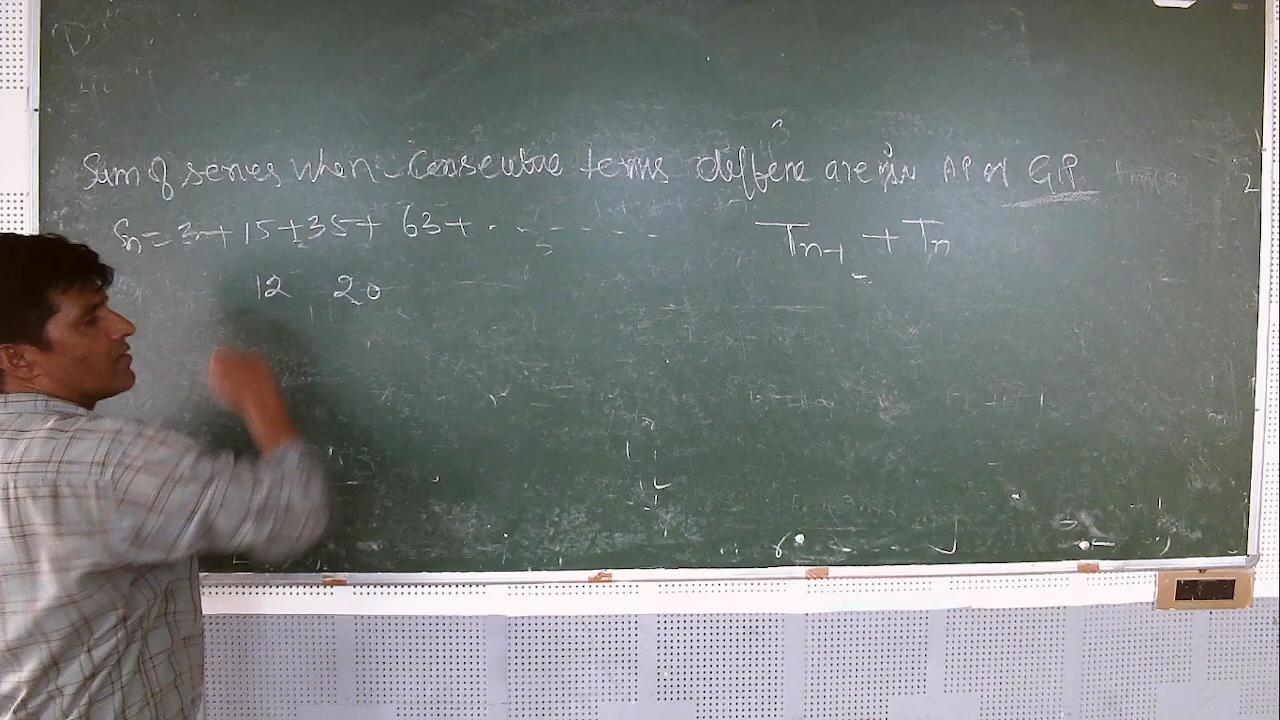 Sum of series when consecutive terms differe are in AP or GP
Sn = 3 + 15 + 35 + 63 + . - - - - - - Tn-1 + Tn
12 20